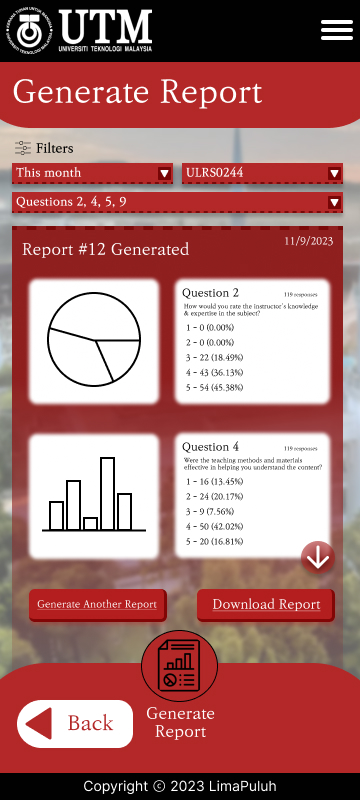 UTM
UNIVERSITI TEKNOLOGI MALAYSIA
Generate Report
Filters
This month
ULRS0244
Questions 2, 4, 5, 9
Report #12 Generated
11/9/2023
Question 2
119 responses
How would you rate the instructor's knowledge
& expertise in the subject?
1 - 0 (0.00%)
2 - 0 (0.00%)
3 - 22 (18.49%)
4 - 43 (36.13%)
5 - 54 (45.38%)
Question 4
119 responses
Were the teaching methods and materials
effective in helping you understand the content?
1 - 16 (13.45%)
2 - 24 (20.17%)
3 - 9 (7.56%)
4 - 50 (42.02%)
5 - 20 (16.81%)
Generate Another Report
Download Report
Back
Generate
Report
Copyright © 2023 LimaPuluh